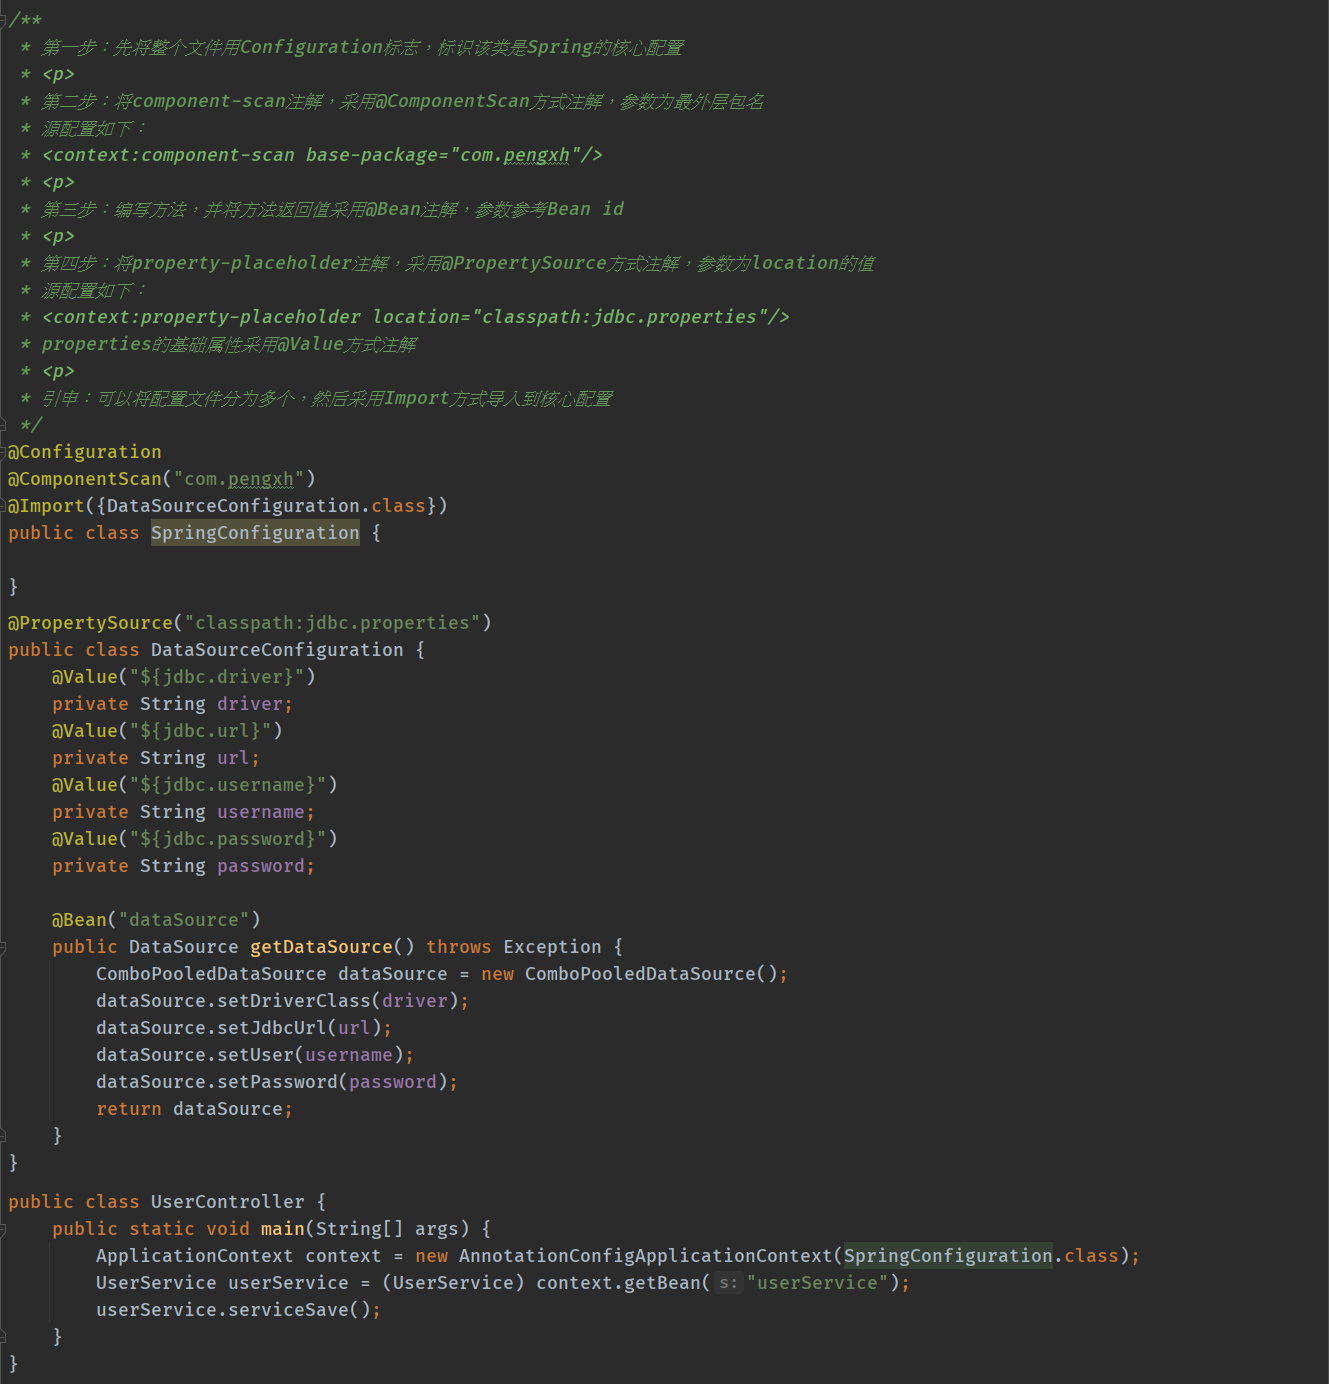 /**
 * 第一步：先将整个文件用Configuration标志，标识该类是Spring的核心配置
 * <p>
 * 第二步：将component-scan注解，采用@ComponentScan方式注解，参数为最外层包名
 * 源配置如下：
 * <context:component-scan base-package="com.pengxh"/>
 * <p>
 * 第三步：编写方法，并将方法返回值采用@Bean注解，参数参考Bean id
 * <p>
 * 第四步：将property-placeholder注解，采用@PropertySource方式注解，参数为location的值
 * 源配置如下：
 * <context:property-placeholder location="classpath:jdbc.properties"/>
 * properties的基础属性采用@Value方式注解
 * <p>
 * 引申：可以将配置文件分为多个，然后采用Import方式导入到核心配置
 */
@Configuration
@ComponentScan("com.pengxh")
@Import({DataSourceConfiguration.class})
public class SpringConfiguration {

}
@PropertySource("classpath:jdbc.properties")
public class DataSourceConfiguration {
    @Value("${jdbc.driver}")
    private String driver;
    @Value("${jdbc.url}")
    private String url;
    @Value("${jdbc.username}")
    private String username;
    @Value("${jdbc.password}")
    private String password;

    @Bean("dataSource")
    public DataSource getDataSource() throws Exception {
        ComboPooledDataSource dataSource = new ComboPooledDataSource();
        dataSource.setDriverClass(driver);
        dataSource.setJdbcUrl(url);
        dataSource.setUser(username);
        dataSource.setPassword(password);
        return dataSource;
    }
}
public class UserController {
    public static void main(String[] args) {
        ApplicationContext context = new AnnotationConfigApplicationContext(SpringConfiguration.class);
        UserService userService = (UserService) context.getBean( s: "userService");
        userService.serviceSave();
    }
}